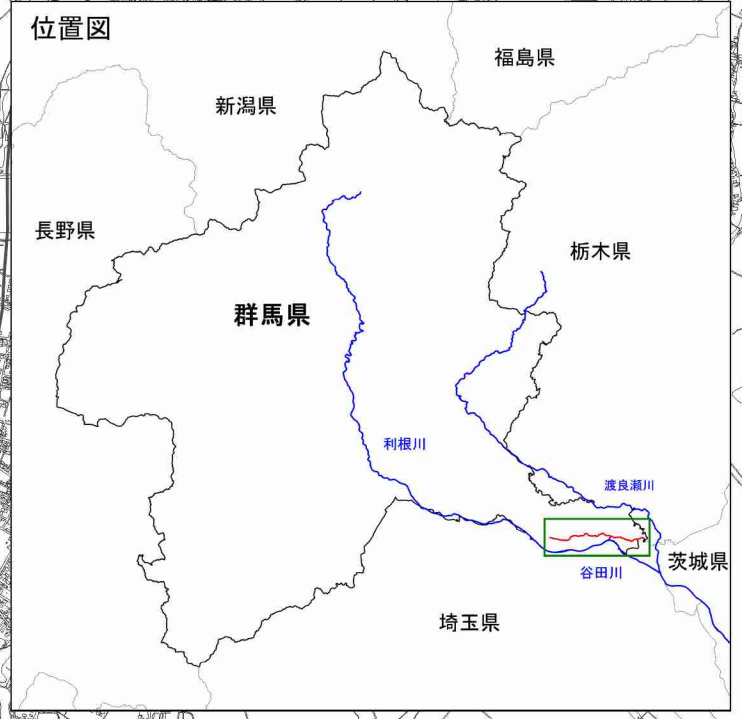 位置図
福島県
新潟県
長野県
栃木県
群馬県
利根川
渡良瀬川
茨城県
谷田川
埼玉県